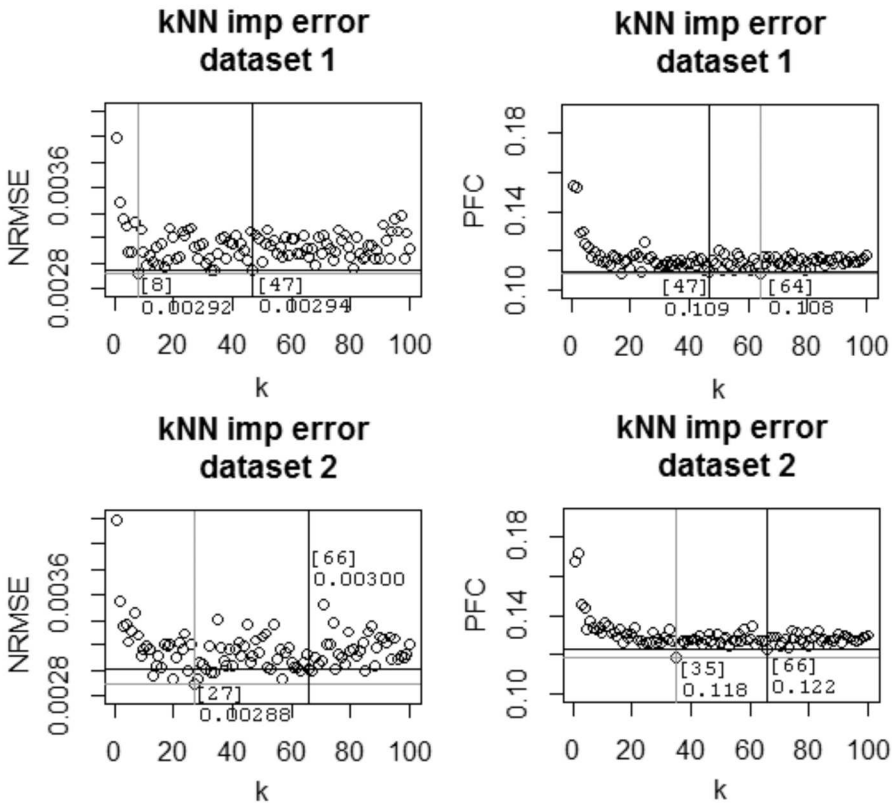 kNN imp error
dataset 1
NRMSE
0.0036
0.0028
[8]
0.00292
[47]
0.00294
0 20 40 60 80 100
k
kNN imp error
dataset 1
PFC
0.18
0.14
0.10
[47]
0.109
[64]
0.108
0 20 40 60 80 100
k
kNN imp error
dataset 2
NRMSE
0.0036
0.0028
[66]
0.00300
[27]
0.00288
0 20 40 60 80 100
k
kNN imp error
dataset 2
PFC
0.18
0.14
0.10
[35]
0.118
[66]
0.122
0 20 40 60 80 100
k